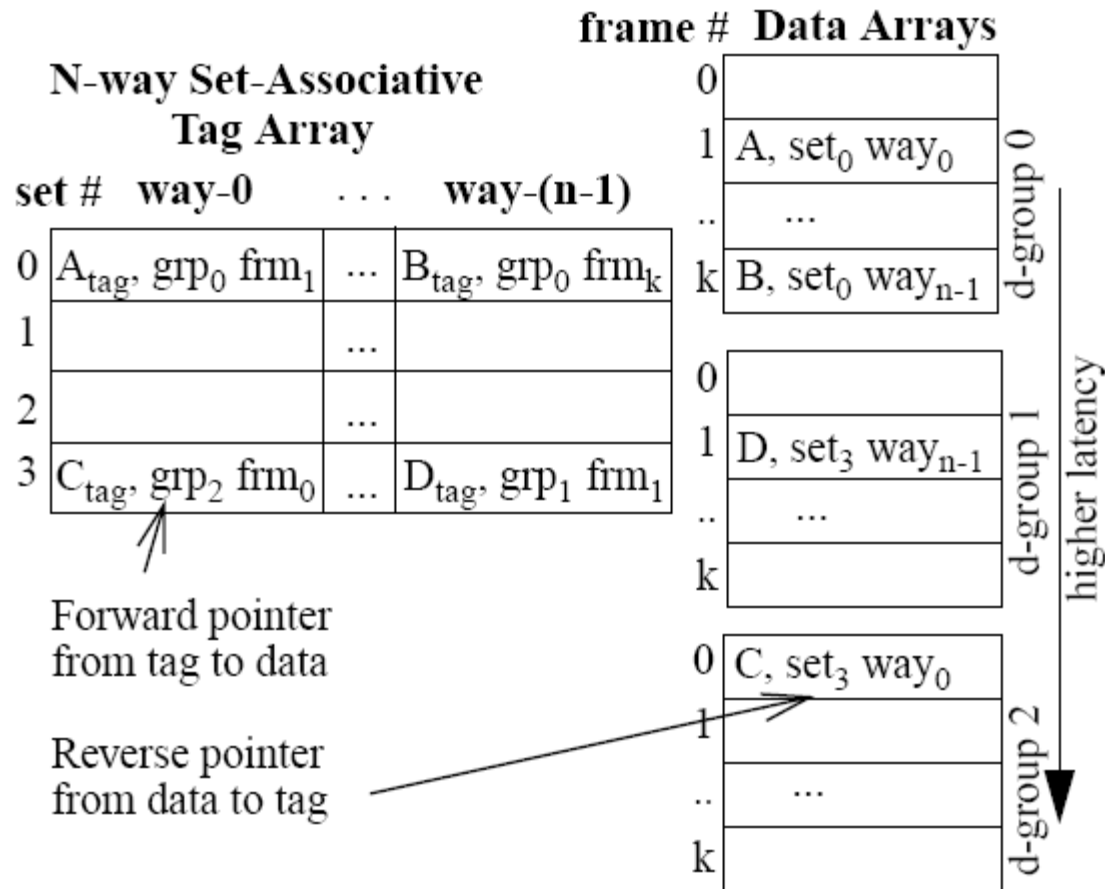 frame # Data Arrays
N-way Set-Associative
Tag Array
set # way-0 . . . way-(n-1)
0 A_tag, grp_0 frm_1 ... B_tag, grp_0 frm_k
1 ...
2 ...
3 C_tag, grp_2 frm_0 ... D_tag, grp_1 frm_1
Forward pointer
from tag to data
Reverse pointer
from data to tag
0
1 A, set_0 way_0
.. ...
k B, set_0 way_n-1
d-group 0
0
1 D, set_3 way_n-1
.. ...
k
d-group 1
0 C, set_3 way_0
1
.. ...
k
d-group 2
higher latency